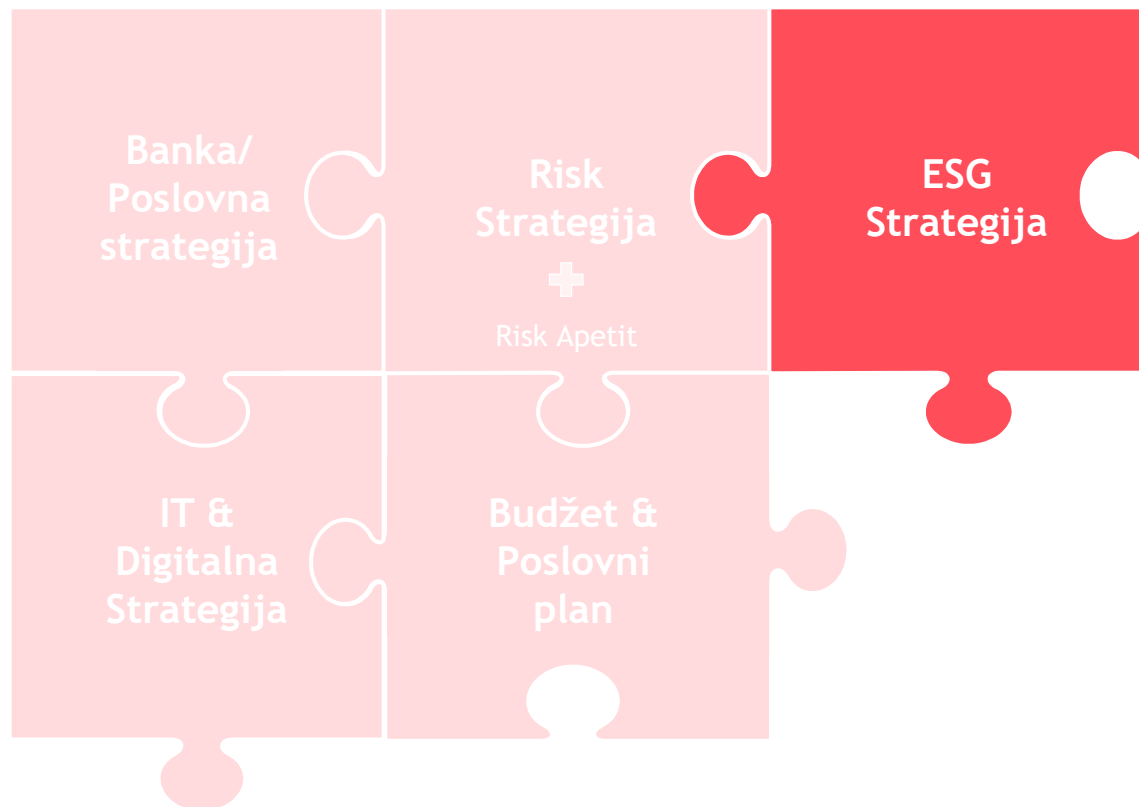 Banka/
Poslovna
strategija
Risk
Strategija
Risk Apetit
ESG
Strategija
IT &
Digitalna
Strategija
Budžet &
Poslovni
plan